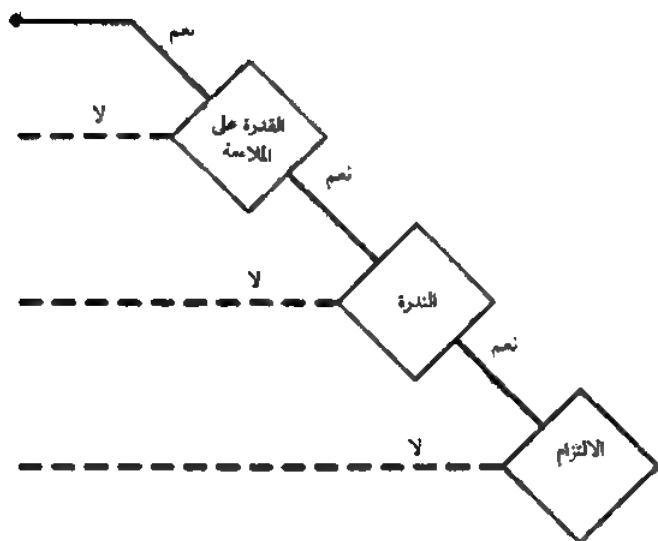 نعم
لا
القدرة على
الملاءمة
نعم
لا
الندرة
نعم
لا
الالتزام